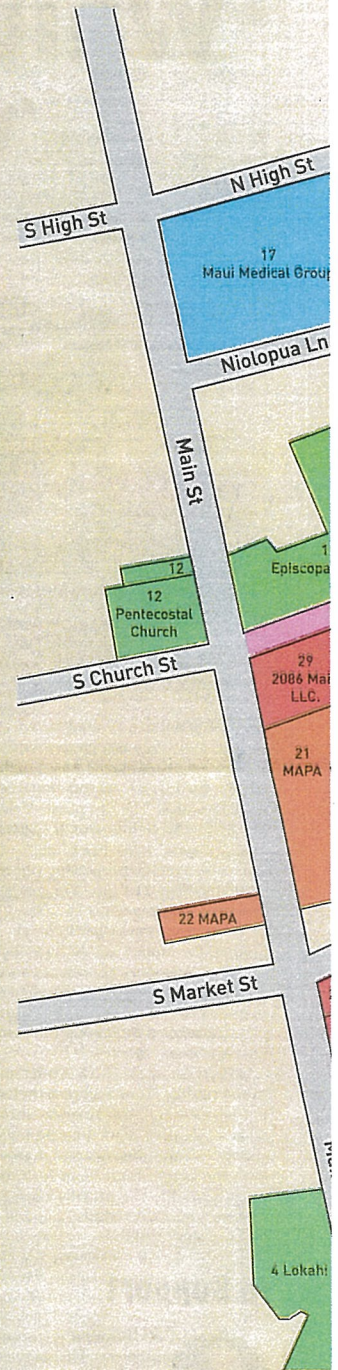 N High St
S High St
17
Maui Medical Group
Niolopua Ln
Main St
12
1
Episcopa
12
Pentecostal
Church
29
2086 Mai
LLC.
S Church St
21
MAPA
22 MAPA
S Market St
4 Lokahi